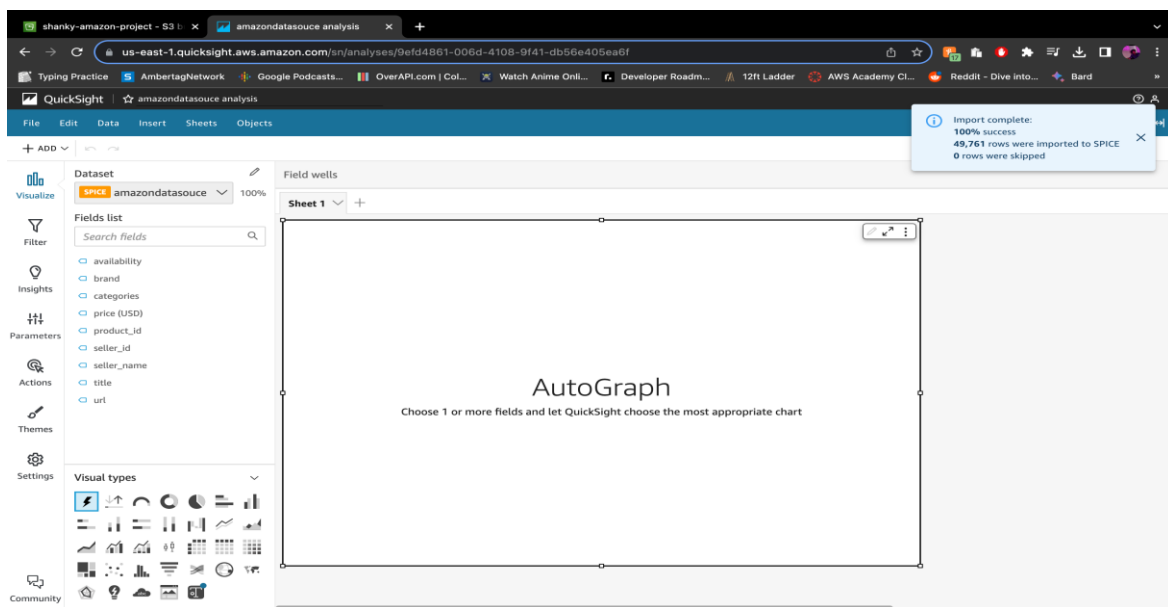 shanky-amazon-project - S3 b
amazondatasouce analysis
us-east-1.quicksight.aws.amazon.com/sn/analyses/9efd4861-006d-4108-9f41-db56e405ea6f
Typing Practice
AmbertagNetwork
Google Podcasts...
OverAPI.com | Col...
Watch Anime Onli...
Developer Roadm...
12ft Ladder
AWS Academy Cl...
Reddit - Dive into...
Bard
»
QuickSight
amazondatasouce analysis
File Edit Data Insert Sheets Objects
Import complete:
100% success
49,761 rows were imported to SPICE
0 rows were skipped
+ ADD
Visualize
Filter
Insights
Parameters
Actions
Themes
Settings
Community
Dataset
SPICE amazondatasouce 100%
Fields list
Search fields
availability
brand
categories
price (USD)
product_id
seller_id
seller_name
title
url
Visual types
Field wells
Sheet 1
AutoGraph
Choose 1 or more fields and let QuickSight choose the most appropriate chart